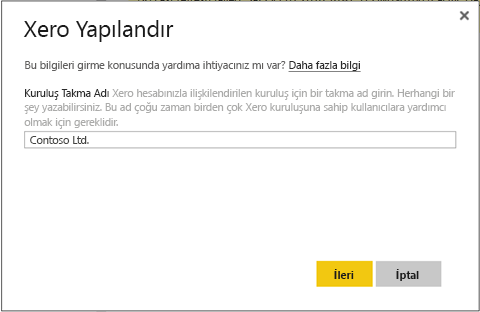 Xero Yapılandır
Bu bilgileri girme konusunda yardıma ihtiyacınız mı var? Daha fazla bilgi
Kuruluş Takma Adı Xero hesabınızla ilişkilendirilen kuruluş için bir takma ad girin. Herhangi bir
şey yazabilirsiniz. Bu ad çoğu zaman birden çok Xero kuruluşuna sahip kullanıcılara yardımcı
olmak için gereklidir.
Contoso Ltd.
İleri İptal